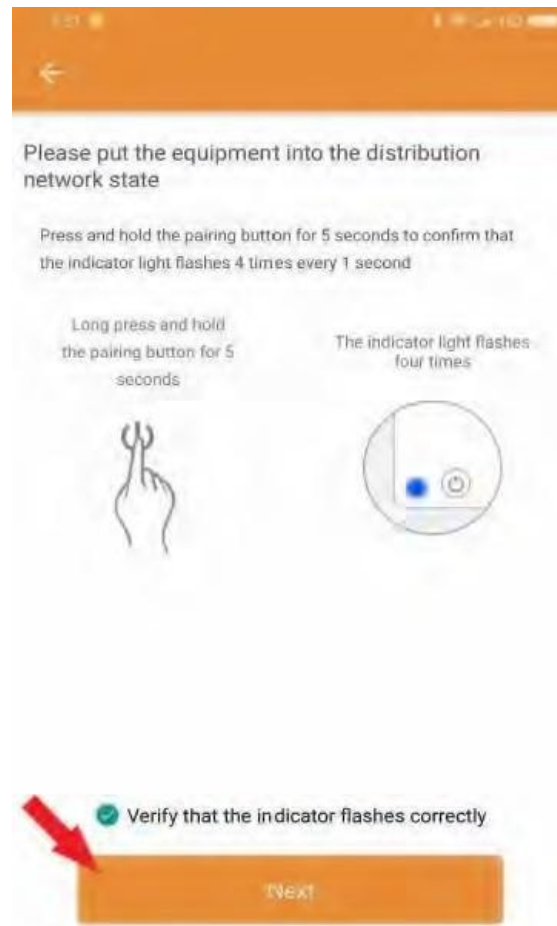 Please put the equipment into the distribution
network state
Press and hold the pairing button for 5 seconds to confirm that
the indicator light flashes 4 times every 1 second
Long press and hold
the pairing button for 5
seconds
The indicator light flashes
four times
Verify that the indicator flashes correctly
Next